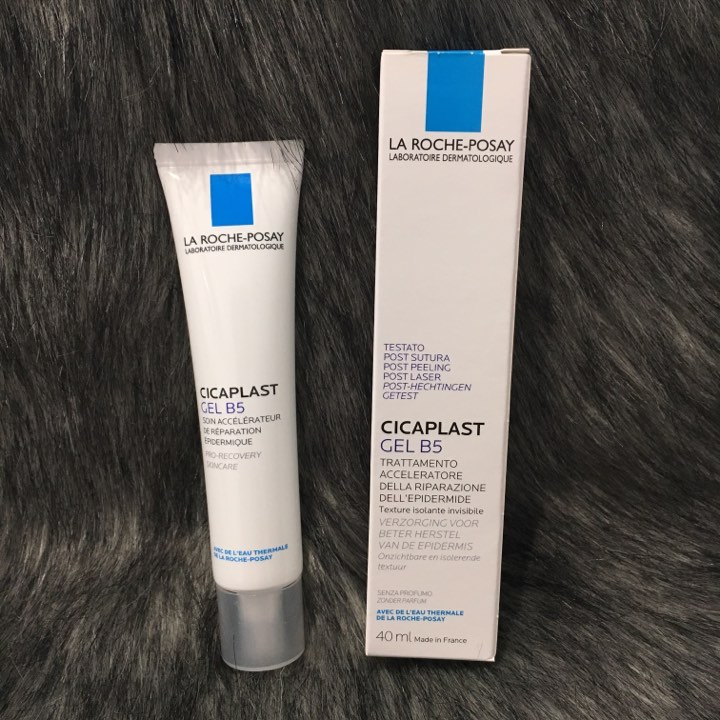 LA ROCHE-POSAY
LABORATOIRE DERMATOLOGIQUE
CICAPLAST
GEL B5
SOIN ACCÉLÉRATEUR
DE RÉPARATION
ÉPIDERMIQUE
PRO-RECOVERY
SKINCARE
AVEC DE L'EAU THERMALE
DE LA ROCHE-POSAY
LA ROCHE-POSAY
LABORATOIRE DERMATOLOGIQUE
TESTATO
POST SUTURA
POST PEELING
POST LASER
POST-HECHTINGEN
GETEST
CICAPLAST
GEL B5
TRATTAMENTO
ACCELERATORE
DELLA RIPARAZIONE
DELL'EPIDERMIDE
Texture isolante invisibile
VERZORGING VOOR
BETER HERSTEL
VAN DE EPIDERMIS
Onzichtbare en isolerende
textuur
SENZA PROFUMO
ZONDER PARFUM
AVEC DE L'EAU THERMALE
DE LA ROCHE-POSAY
40 ml Made in France